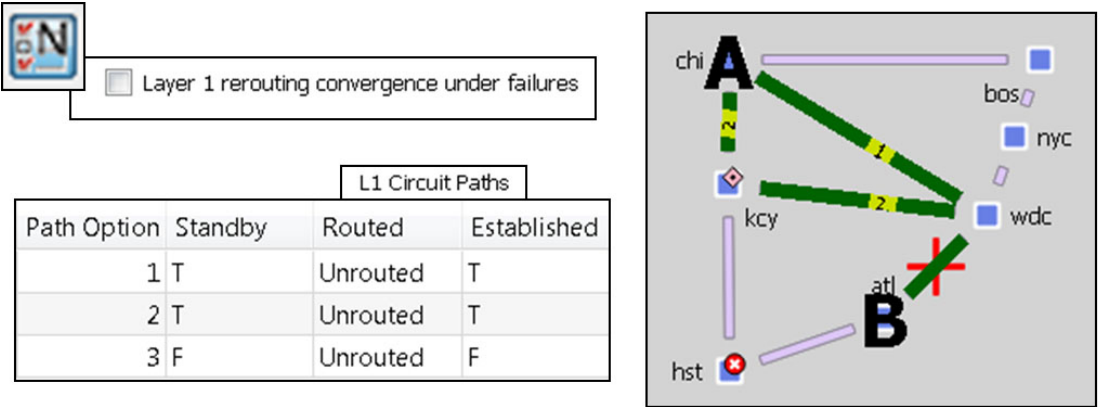 N
Layer 1 rerouting convergence under failures
L1 Circuit Paths
Path Option Standby Routed Established
1 T Unrouted T
2 T Unrouted T
3 F Unrouted F
chi A
bos
nyc
2
1
kcy
2
wdc
atl
B
hst